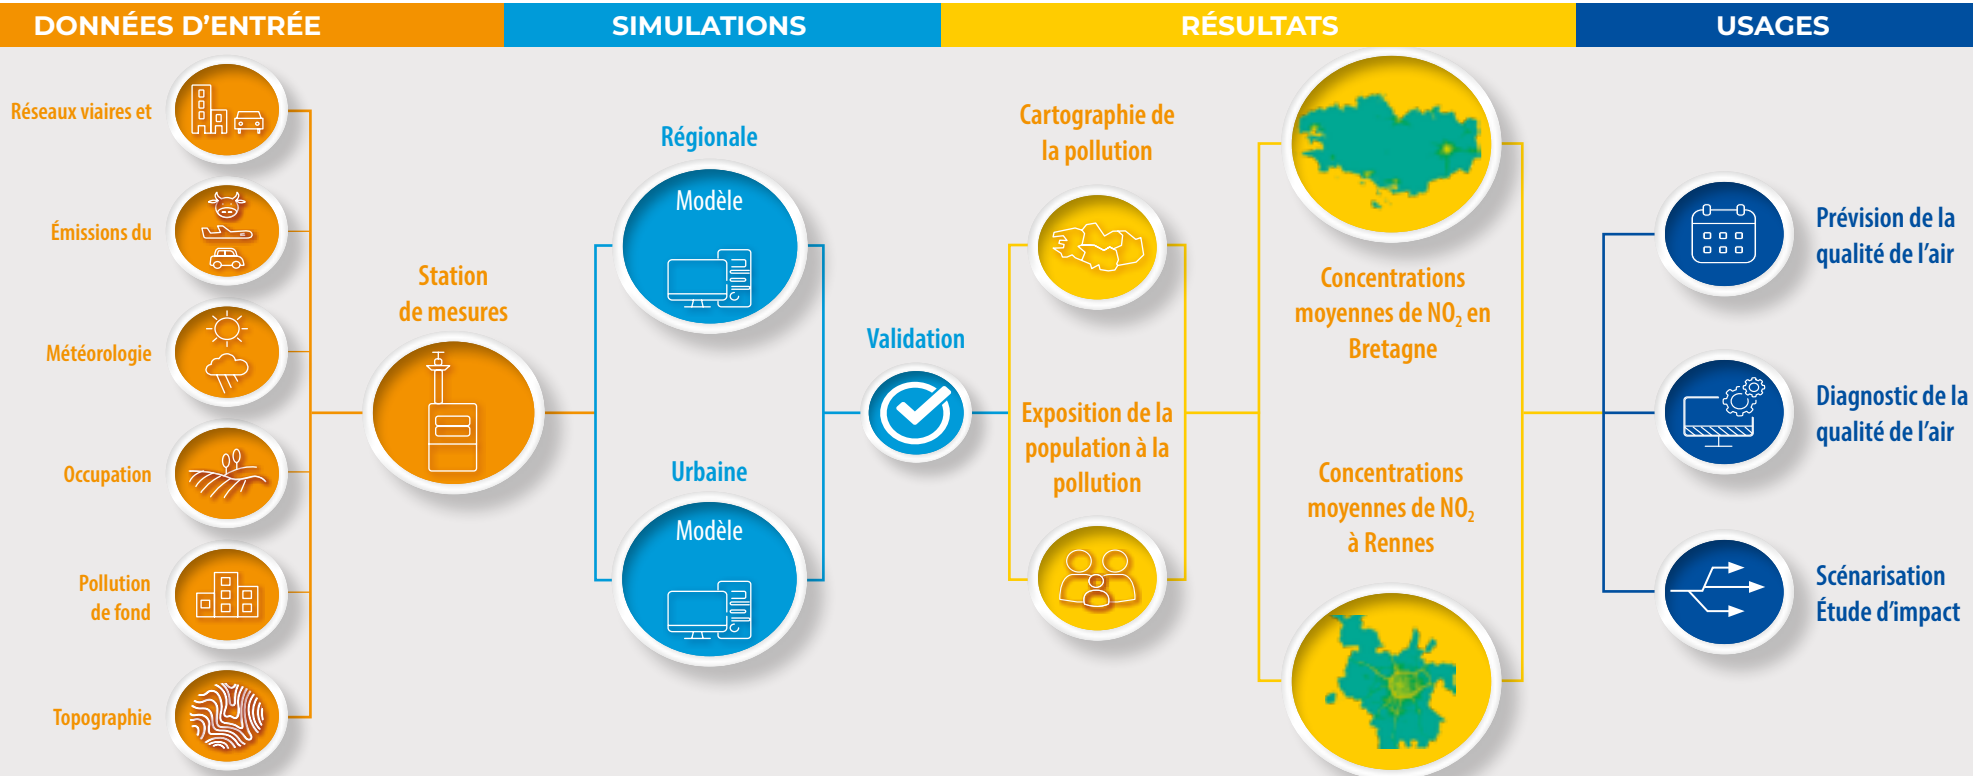 DONNÉES D'ENTRÉE
SIMULATIONS
RÉSULTATS
USAGES
Réseaux viaires et
Émissions du
Météorologie
Occupation
Pollution
de fond
Topographie
Station
de mesures
Régionale
Modèle
Urbaine
Modèle
Validation
Cartographie de
la pollution
Exposition de la
population à la
pollution
Concentrations
moyennes de NO₂ en
Bretagne
Concentrations
moyennes de NO₂
à Rennes
Prévision de la
qualité de l'air
Diagnostic de la
qualité de l'air
Scénarisation
Étude d'impact